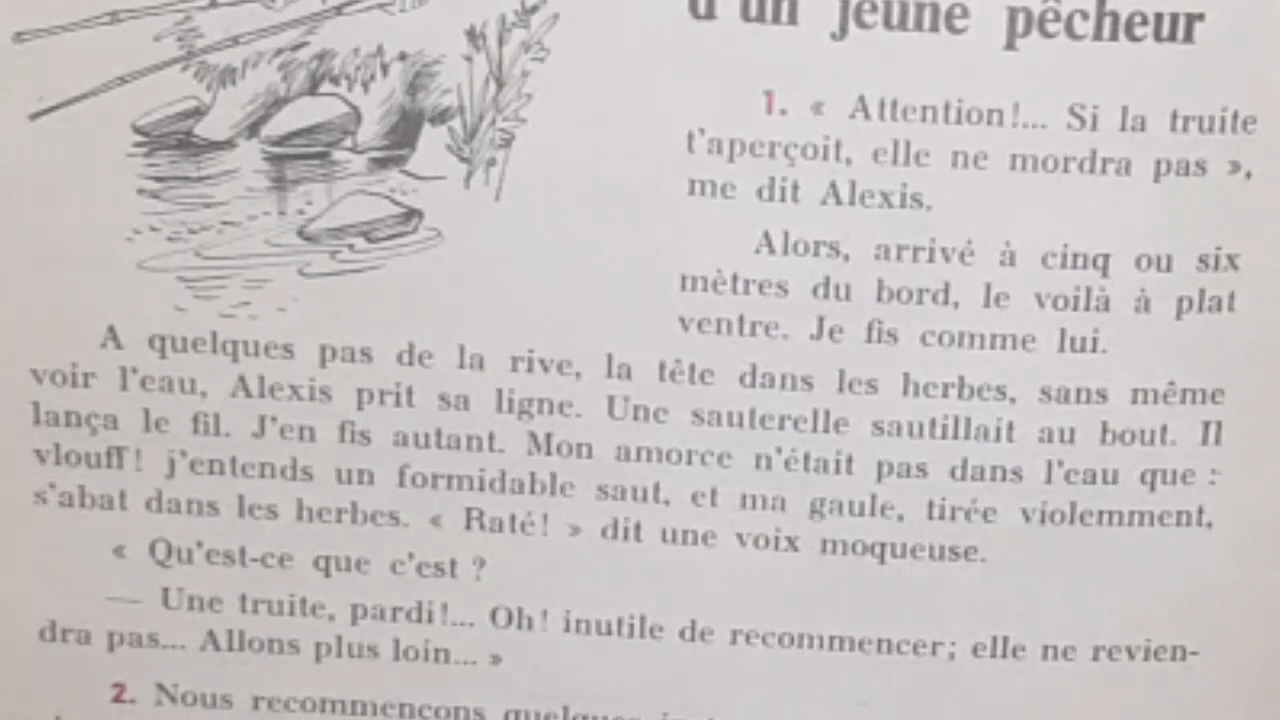 d'un jeune pêcheur
1. « Attention!... Si la truite
t'aperçoit, elle ne mordra pas »,
me dit Alexis.
Alors, arrivé à cinq ou six
mètres du bord, le voilà à plat
ventre. Je fis comme lui.
A quelques pas de la rive, la tête dans les herbes, sans même
voir l'eau, Alexis prit sa ligne. Une sauterelle sautillait au bout. Il
lança le fil. J'en fis autant. Mon amorce n'était pas dans l'eau que :
vlouff! j'entends un formidable saut, et ma gaule, tirée violemment,
s'abat dans les herbes. « Raté! » dit une voix moqueuse.
« Qu'est-ce que c'est ?
— Une truite, pardi!... Oh! inutile de recommencer; elle ne revien-
dra pas... Allons plus loin... »
2. Nous recommençons quelques